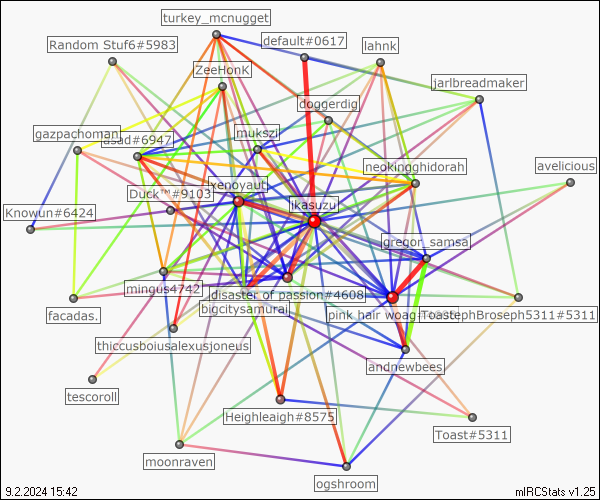 turkey_mcnugget
default#0617
Random Stuf6#5983
lahnk
ZeeHonK
jarlbreadmaker
doggerdig
gazpachoman
asad#6947
mukszi
neokingghidorah
avelicious
xenoyaut
Duck™#9103
ikasuzu
Knowun#6424
gregor_samsa
mingus4742
disaster of passion#4608
bigcitysamurai
pink hair woag
ToastephBroseph5311#5311
facadas.
thiccusboiusalexusjoneus
andnewbees
tescoroll
Heighleaigh#8575
Toast#5311
moonraven
ogshroom
9.2.2024 15:42
mIRCStats v1.25